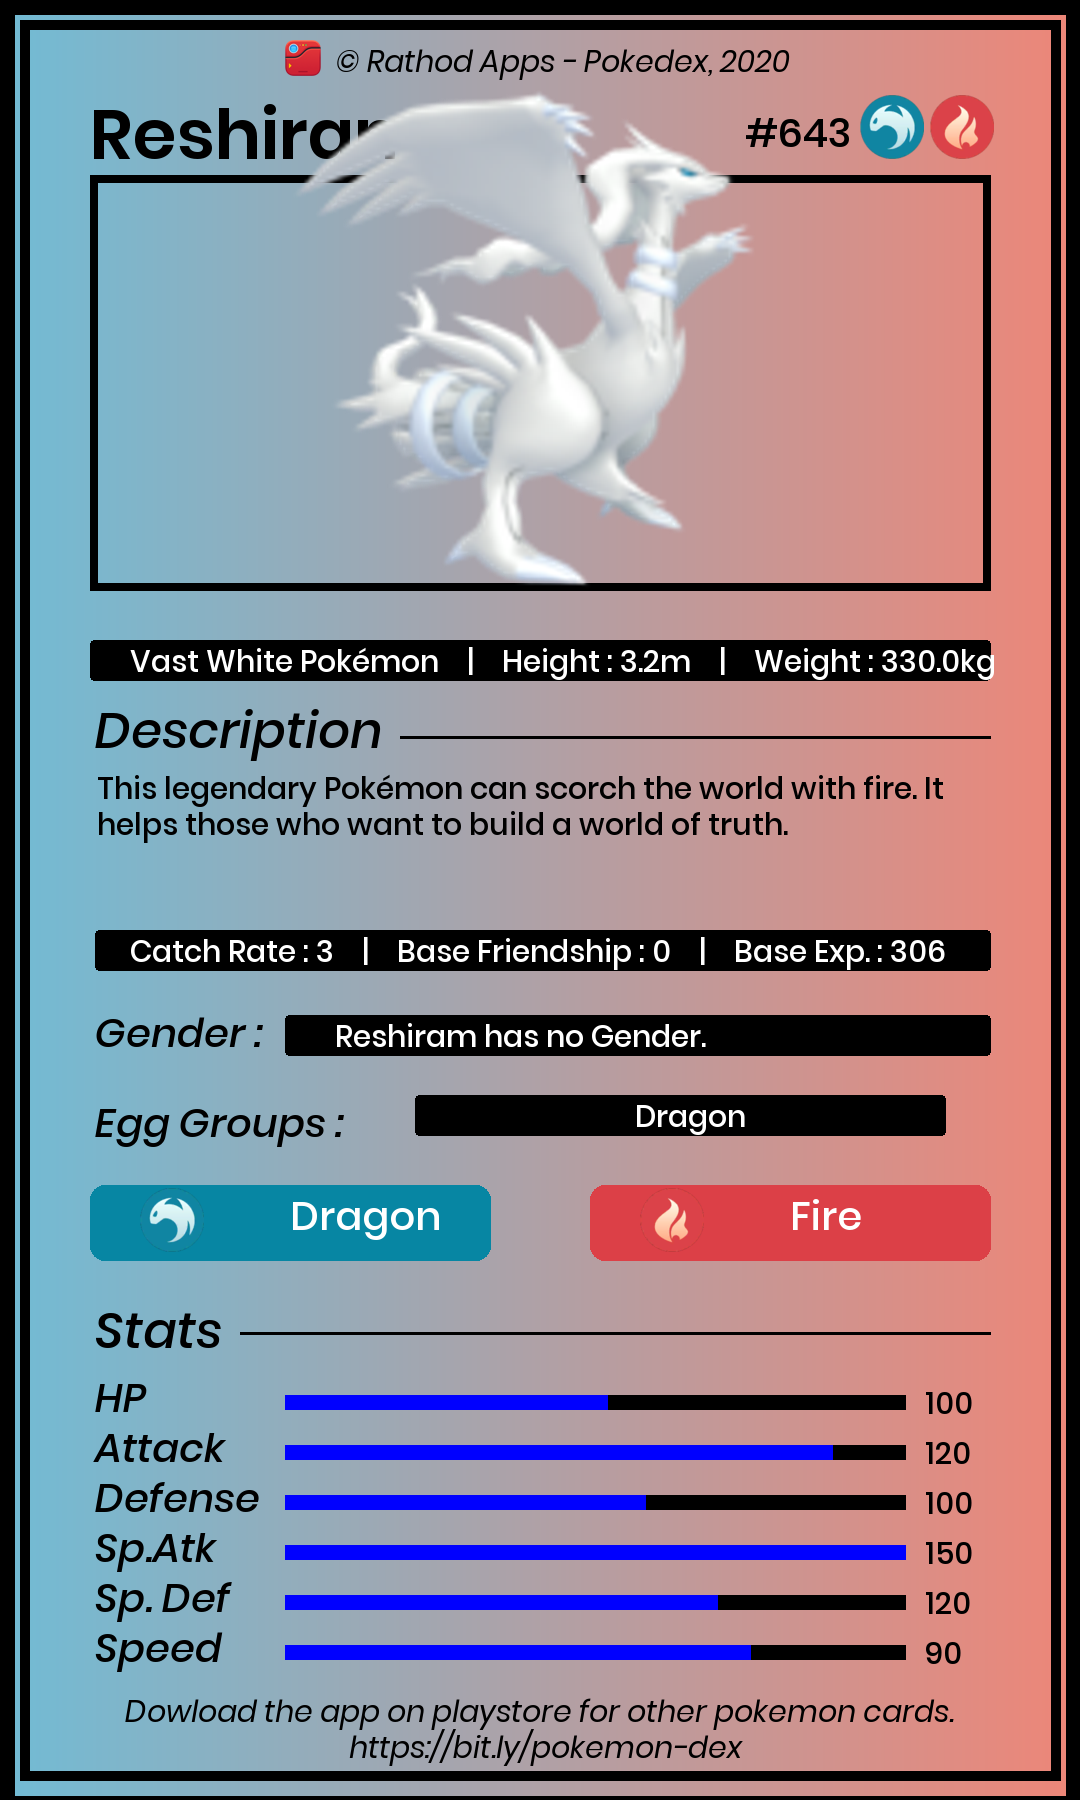 © Rathod Apps - Pokedex, 2020
Reshiram
#643
Vast White Pokémon | Height : 3.2m | Weight : 330.0kg
Description
This legendary Pokémon can scorch the world with fire. It
helps those who want to build a world of truth.
Catch Rate : 3 | Base Friendship : 0 | Base Exp. : 306
Gender : Reshiram has no Gender.
Egg Groups : Dragon
Dragon Fire
Stats
HP 100
Attack 120
Defense 100
Sp.Atk 150
Sp. Def 120
Speed 90
Dowload the app on playstore for other pokemon cards.
https://bit.ly/pokemon-dex